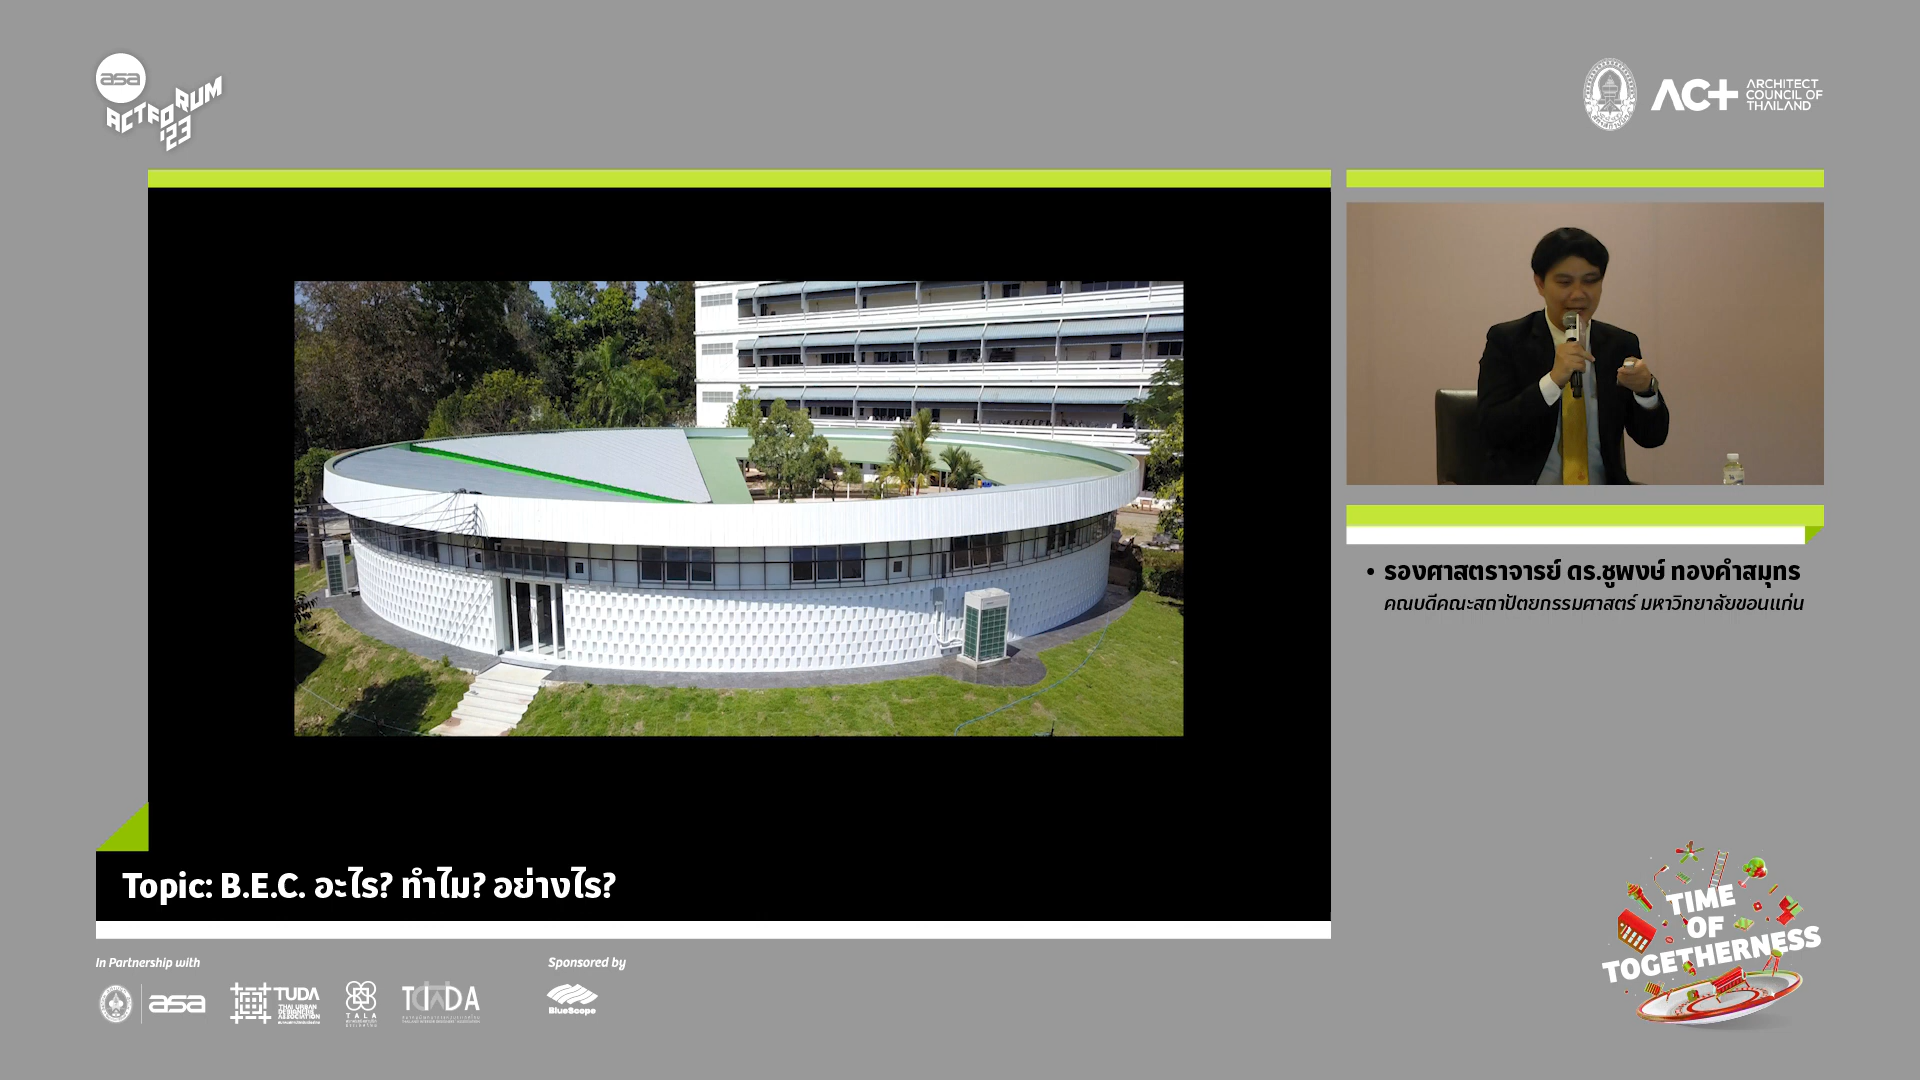 asa
ACTFORUM
'23
ACT
ARCHITECT
COUNCIL OF
THAILAND
• รองศาสตราจารย์ ดร.ชูพงษ์ ทองคำสมุทร
คณบดีคณะสถาปัตยกรรมศาสตร์ มหาวิทยาลัยขอนแก่น
Topic: B.E.C. อะไร? ทำไม? อย่างไร?
TIME
OF
TOGETHERNESS
In Partnership with
Sponsored by
asa
TUDA
THAI URBAN
DESIGNERS
ASSOCIATION
TALA
TIDA
BlueScope